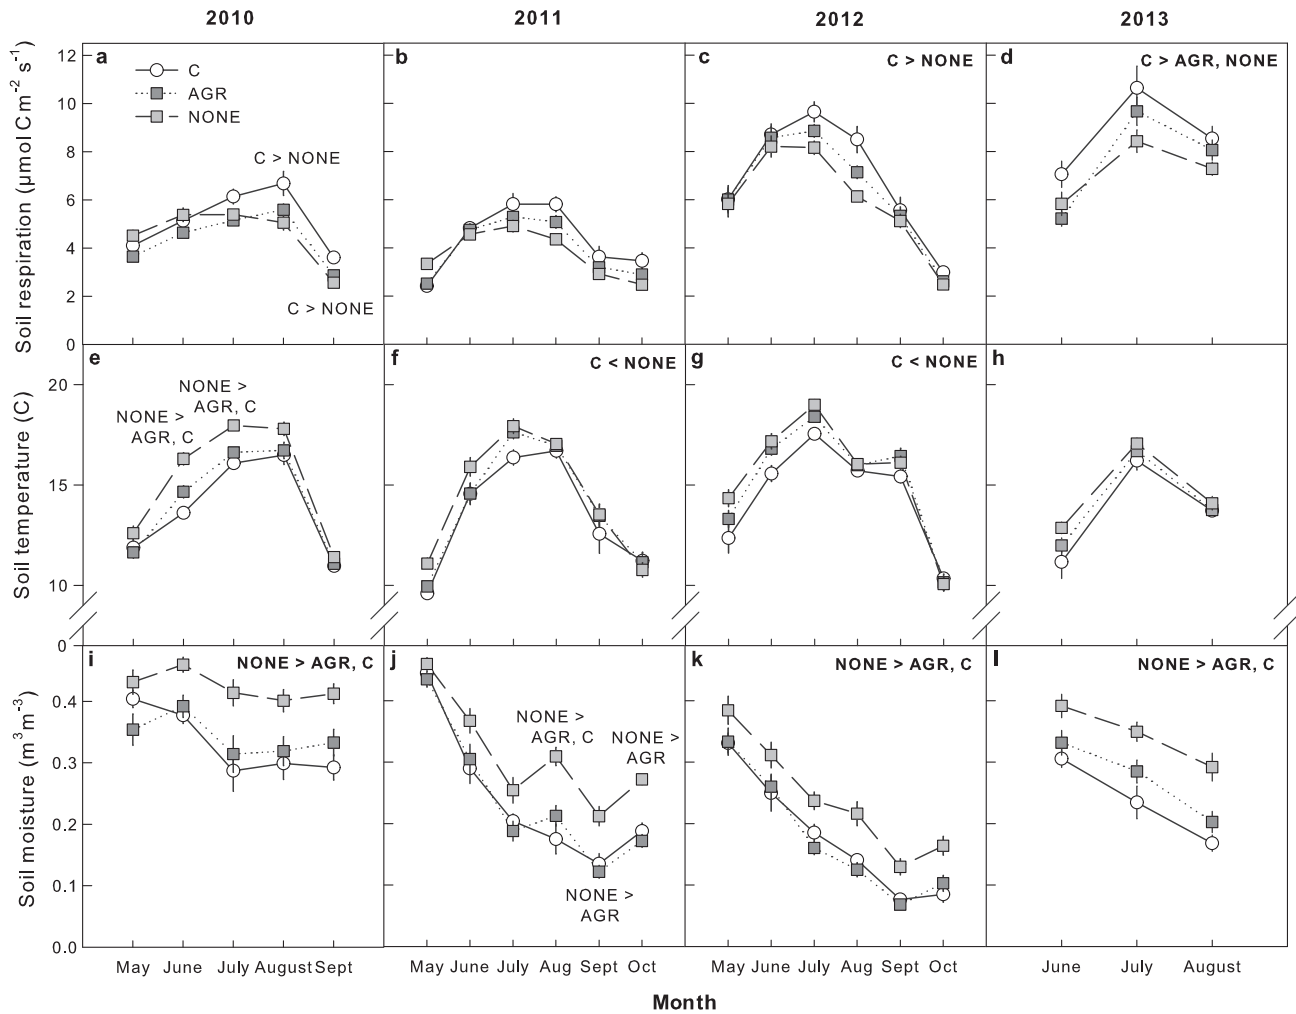 2010 2011 2012 2013
Soil respiration (µmol C m⁻² s⁻¹)
12
10
8
6
4
2
0
a
C
AGR
NONE
C > NONE
C > NONE
b
c
C > NONE
d
C > AGR, NONE
Soil temperature (C)
20
15
10
0
e
NONE >
AGR, C
NONE >
AGR, C
f
C < NONE
g
C < NONE
h
Soil moisture (m³ m⁻³)
0.4
0.3
0.2
0.1
0.0
i
NONE > AGR, C
j
NONE >
AGR, C
NONE >
AGR
NONE >
AGR
k
NONE > AGR, C
l
NONE > AGR, C
May June July August Sept
May June July Aug Sept Oct
May June July Aug Sept Oct
June July August
Month